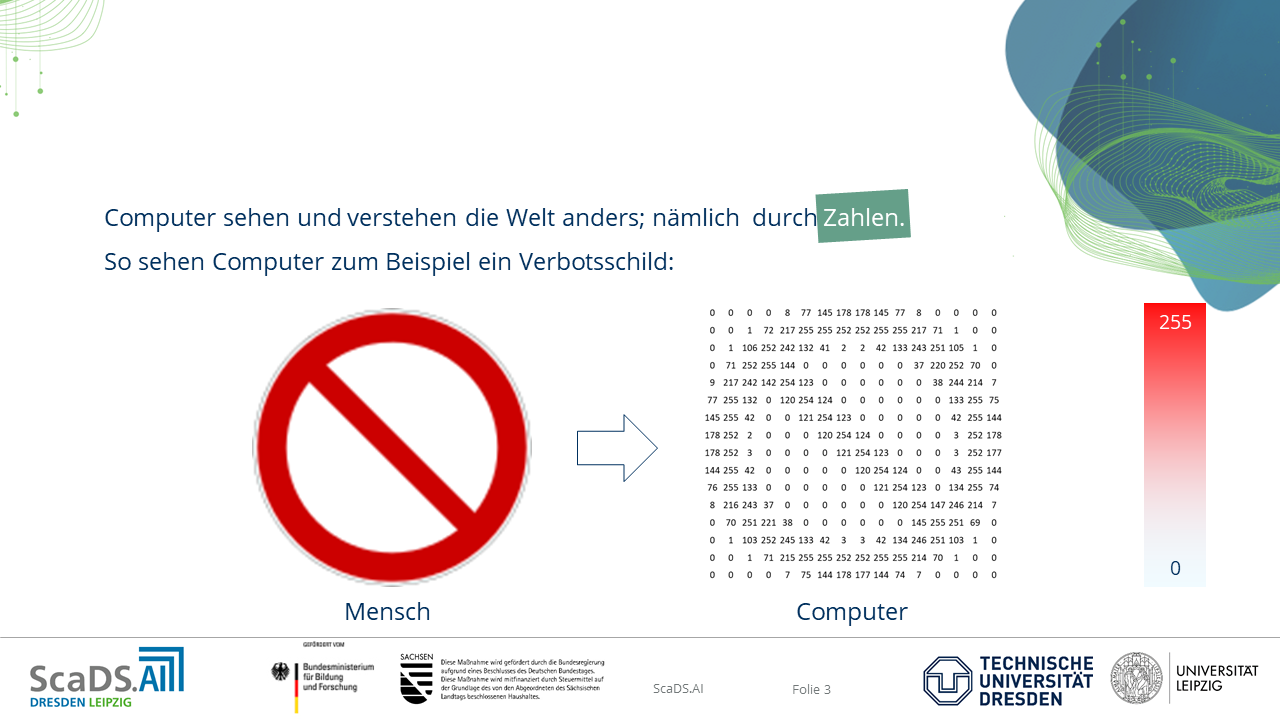 Computer sehen und verstehen die Welt anders; nämlich durch Zahlen.
So sehen Computer zum Beispiel ein Verbotsschild:
0 0 0 0 8 77 145 178 178 145 77 8 0 0 0 0
0 0 1 72 217 255 255 252 252 255 255 217 71 1 0 0
0 1 106 252 242 132 41 2 2 42 133 243 251 105 1 0
0 71 252 255 144 0 0 0 0 0 0 37 220 252 70 0
9 217 242 142 254 123 0 0 0 0 0 0 38 244 214 7
77 255 132 0 120 254 124 0 0 0 0 0 0 133 255 75
145 255 42 0 0 121 254 123 0 0 0 0 0 42 255 144
178 252 2 0 0 0 120 254 124 0 0 0 0 3 252 178
178 252 3 0 0 0 0 121 254 123 0 0 0 3 252 177
144 255 42 0 0 0 0 0 120 254 124 0 0 43 255 144
76 255 133 0 0 0 0 0 0 121 254 123 0 134 255 74
8 216 243 37 0 0 0 0 0 0 120 254 147 246 214 7
0 70 251 221 38 0 0 0 0 0 0 145 255 251 69 0
0 1 103 252 245 133 42 3 3 42 134 246 251 103 1 0
0 0 1 71 215 255 255 252 252 255 255 214 70 1 0 0
0 0 0 0 7 75 144 178 177 144 74 7 0 0 0 0
255
0
Mensch
Computer
ScaDS.AI
DRESDEN LEIPZIG
GEFÖRDERT VOM
Bundesministerium
für Bildung
und Forschung
SACHSEN
Diese Maßnahme wird gefördert durch die Bundesregierung
aufgrund eines Beschlusses des Deutschen Bundestages.
Diese Maßnahme wird mitfinanziert durch Steuermittel auf
der Grundlage des von den Abgeordneten des Sächsischen
Landtags beschlossenen Haushaltes.
ScaDS.AI
Folie 3
TECHNISCHE
UNIVERSITÄT
DRESDEN
UNIVERSITÄT
LEIPZIG